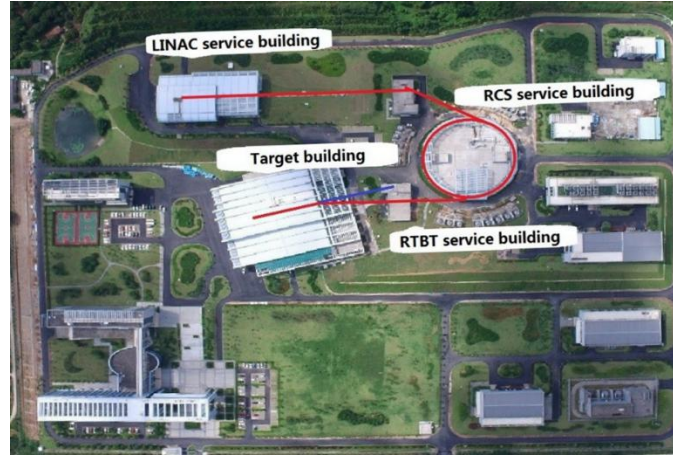 LINAC service building
RCS service building
Target building
RTBT service building